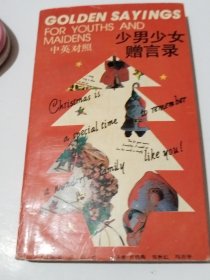 GOLDEN SAYINGS
FOR YOUTHS AND
MAIDENS
中英对照
少男少女
赠言录
Christmas is
a special time to remember
a wonderful family like you!